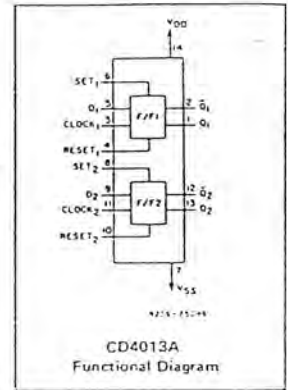 VDD
14
6
SET1
5
D1
2 Q̅1
3
CLOCK1
F/F1
1 Q1
4
RESET1
8
SET2
9
D2
12 Q̅2
11
CLOCK2
F/F2
13 Q2
10
RESET2
7
VSS
CD4013A
Functional Diagram